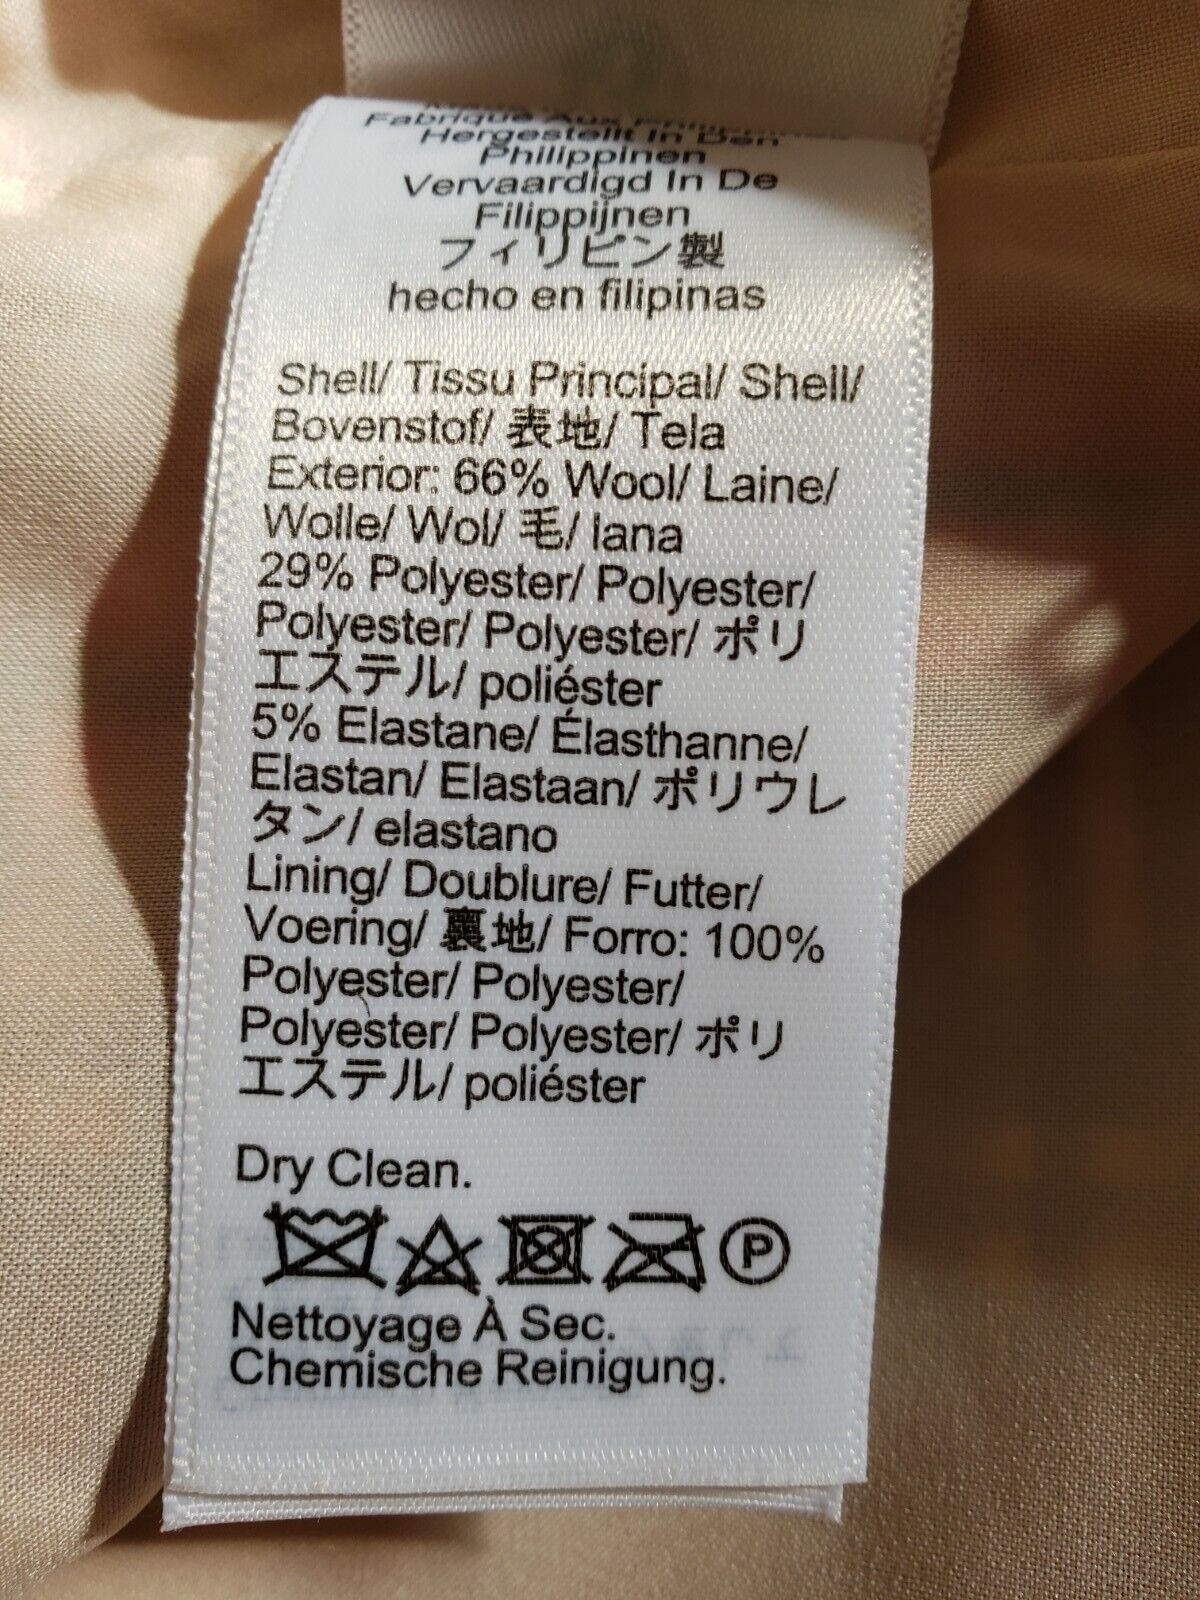 Fabrique Aux Philippines
Hergestellt In Den
Philippinen
Vervaardigd In De
Filippijnen
フィリピン製
hecho en filipinas
Shell/ Tissu Principal/ Shell/
Bovenstof/ 表地/ Tela
Exterior: 66% Wool/ Laine/
Wolle/ Wol/ 毛/ lana
29% Polyester/ Polyester/
Polyester/ Polyester/ ポリ
エステル/ poliéster
5% Elastane/ Élasthanne/
Elastan/ Elastaan/ ポリウレ
タン/ elastano
Lining/ Doublure/ Futter/
Voering/ 裏地/ Forro: 100%
Polyester/ Polyester/
Polyester/ Polyester/ ポリ
エステル/ poliéster
Dry Clean.
P
Nettoyage À Sec.
Chemische Reinigung.